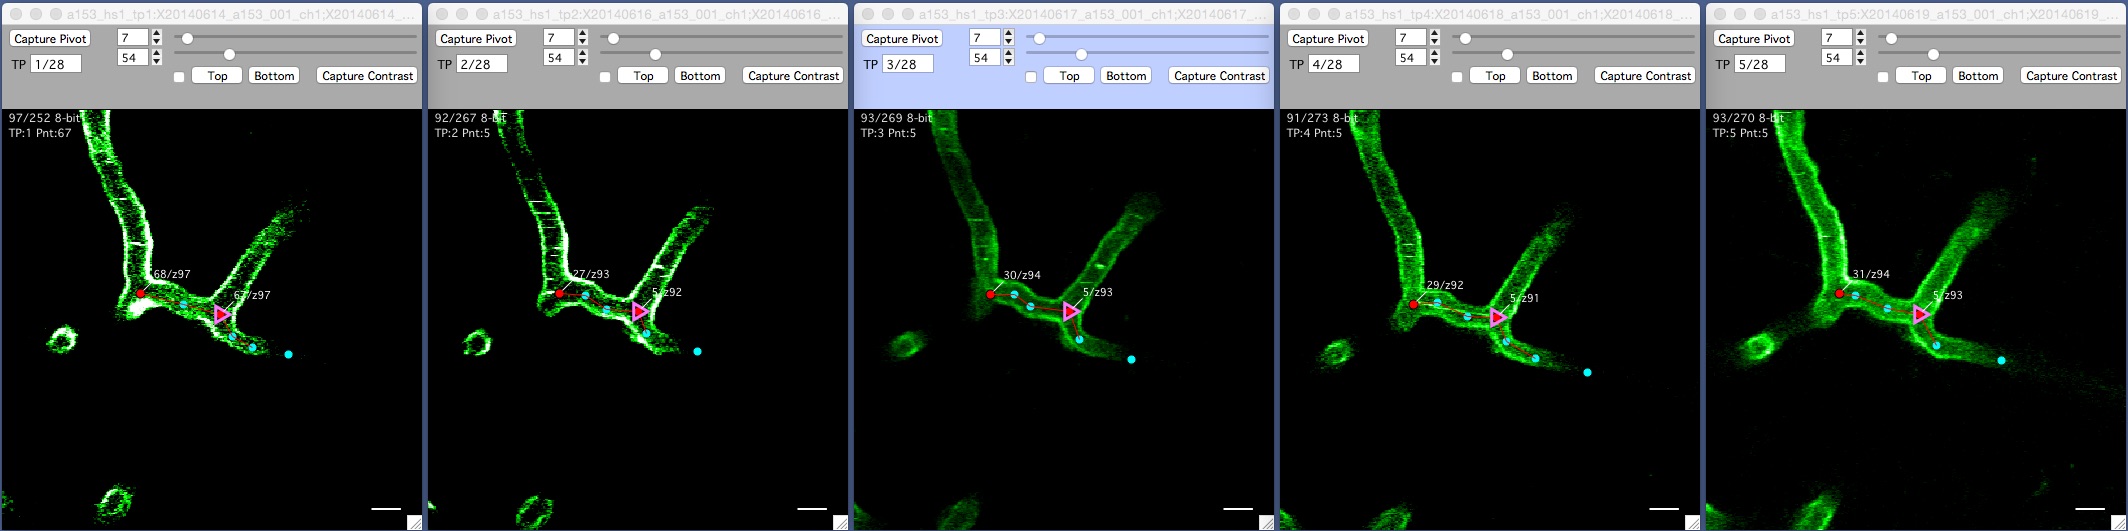 a153_hs1_tp1:X20140614_a153_001_ch1;X20140614_...
Capture Pivot
7
54
TP 1/28
Top
Bottom
Capture Contrast
97/252 8-bit
TP:1 Pnt:67
68/z97
67/z97
a153_hs1_tp2:X20140616_a153_001_ch1;X20140616_...
Capture Pivot
7
54
TP 2/28
Top
Bottom
Capture Contrast
92/267 8-bit
TP:2 Pnt:5
27/z93
5/z92
a153_hs1_tp3:X20140617_a153_001_ch1;X20140617_...
Capture Pivot
7
54
TP 3/28
Top
Bottom
Capture Contrast
93/269 8-bit
TP:3 Pnt:5
30/z94
5/z93
a153_hs1_tp4:X20140618_a153_001_ch1;X20140618_...
Capture Pivot
7
54
TP 4/28
Top
Bottom
Capture Contrast
91/273 8-bit
TP:4 Pnt:5
29/z92
5/z91
a153_hs1_tp5:X20140619_a153_001_ch1;X20140619_...
Capture Pivot
7
54
TP 5/28
Top
Bottom
Capture Contrast
93/270 8-bit
TP:5 Pnt:5
31/z94
5/z93